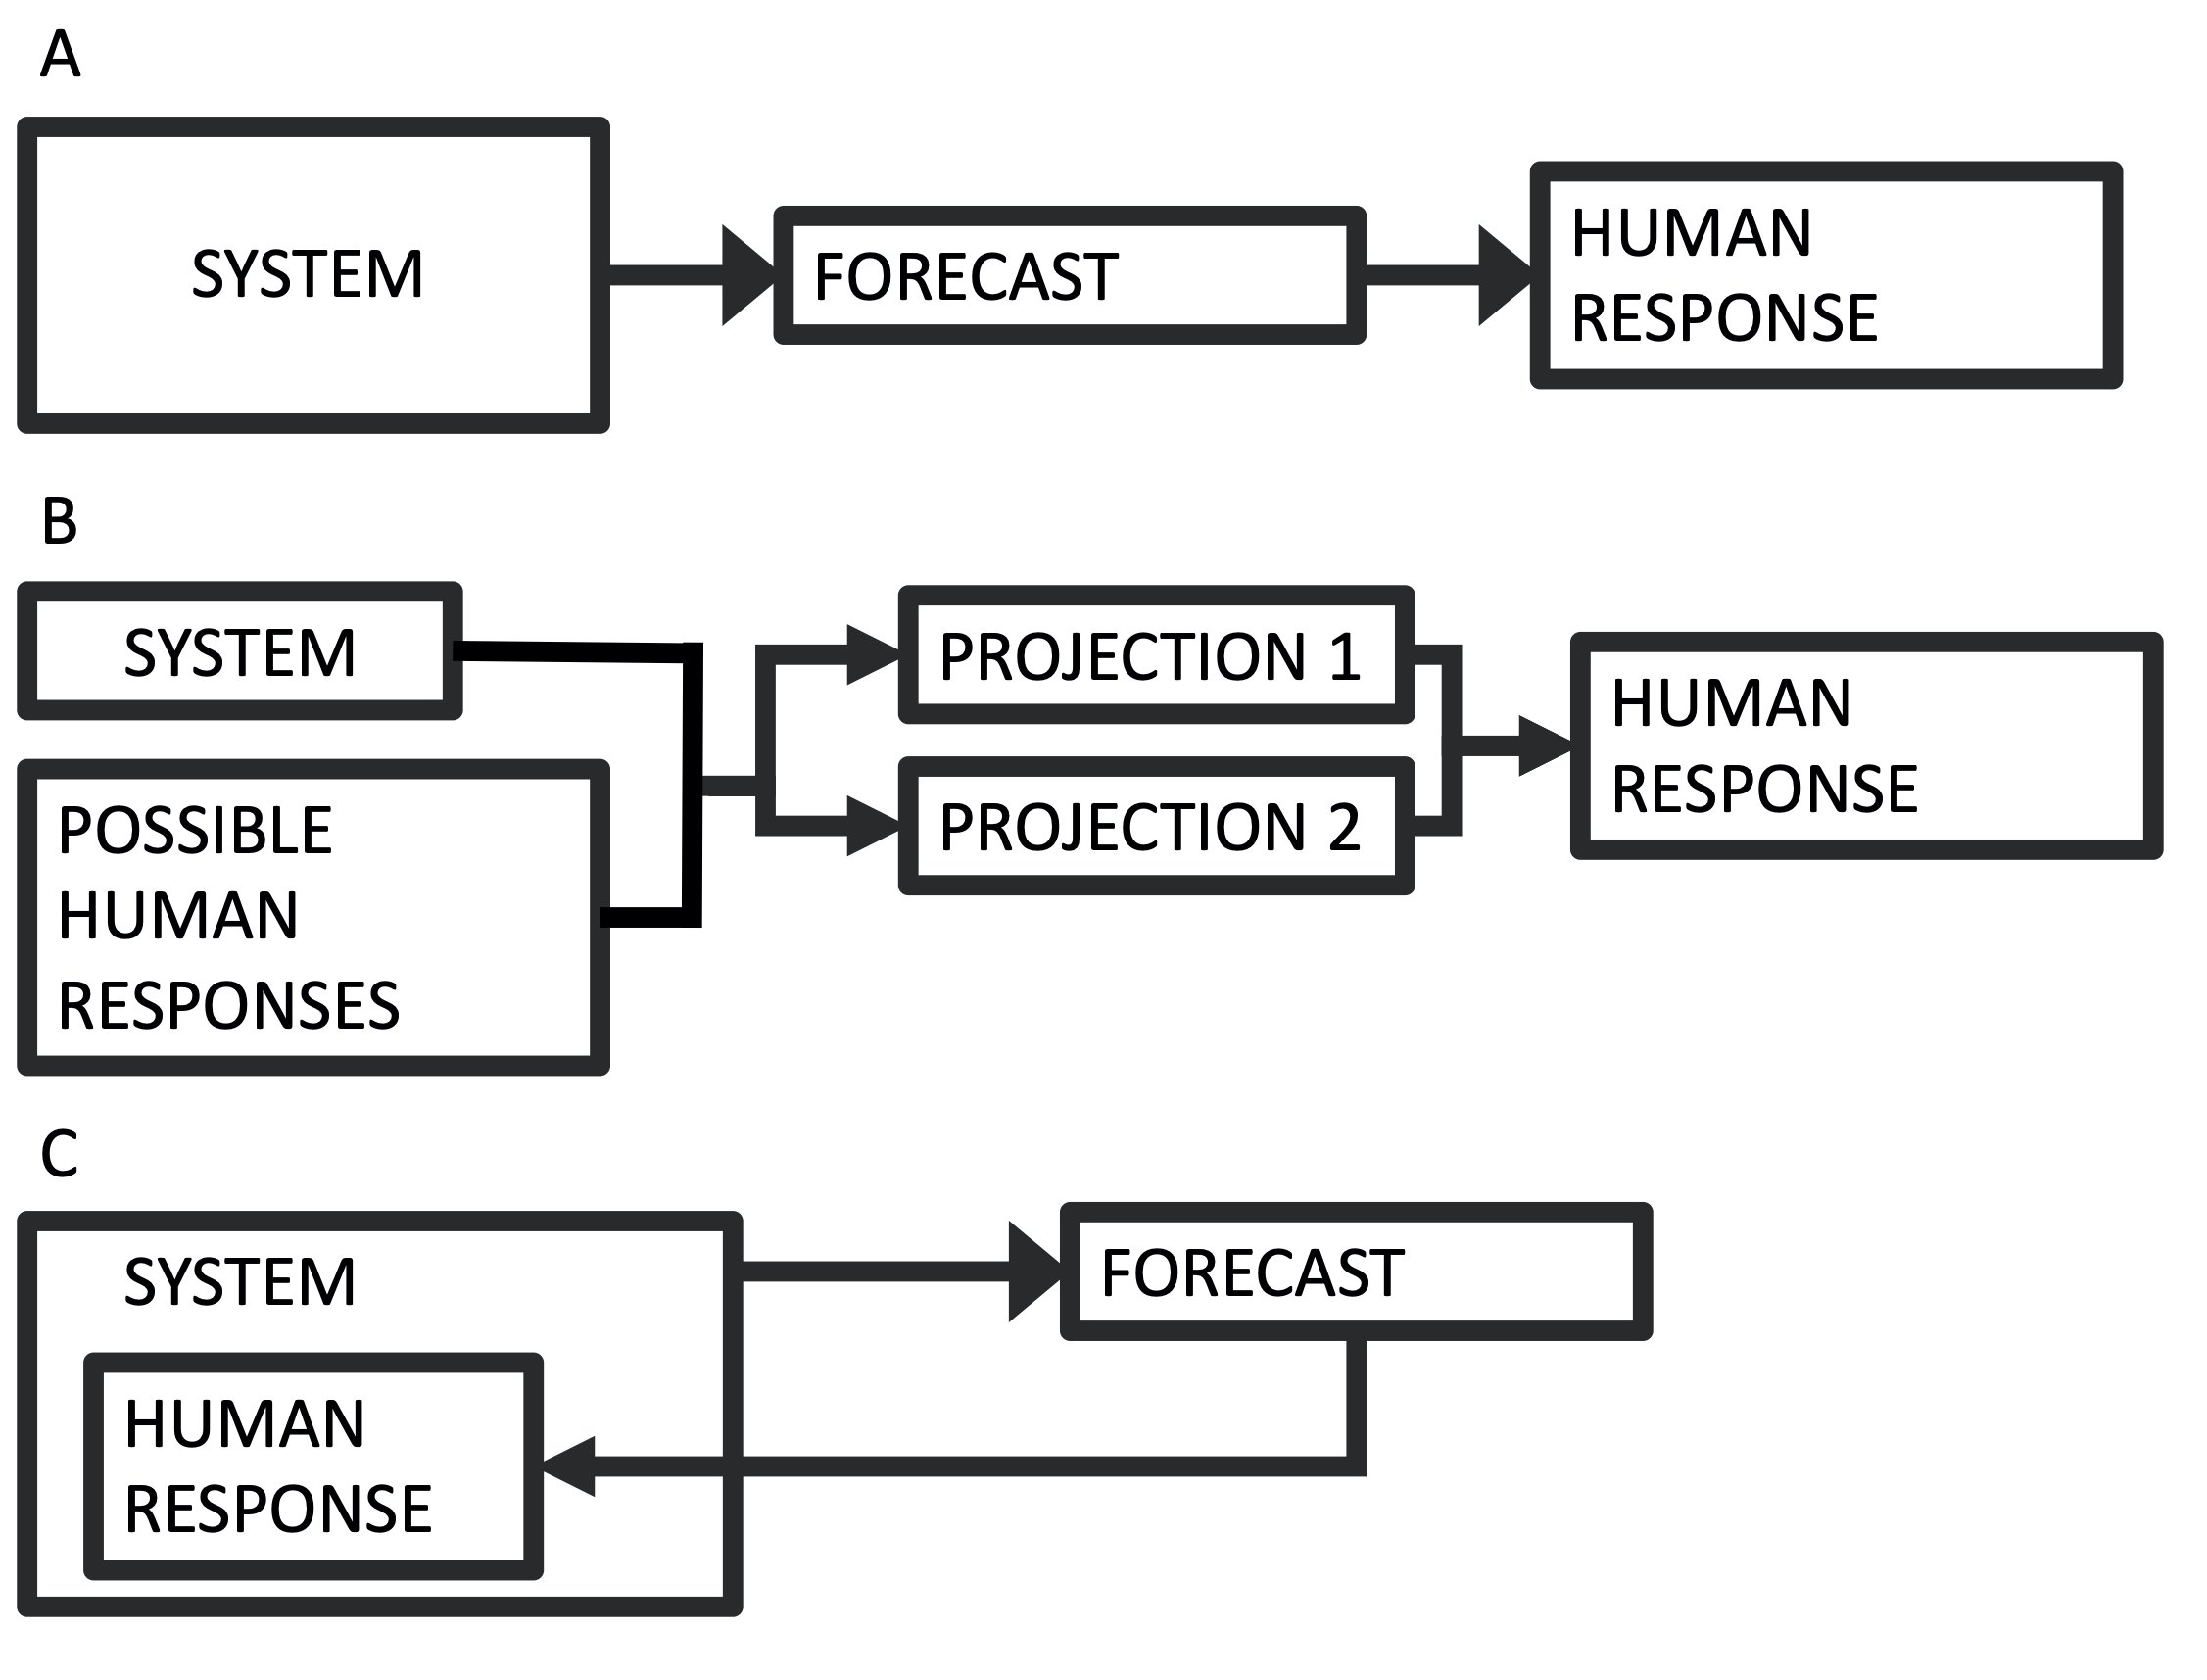 A
SYSTEM
FORECAST
HUMAN
RESPONSE
B
SYSTEM
POSSIBLE
HUMAN
RESPONSES
PROJECTION 1
PROJECTION 2
HUMAN
RESPONSE
C
SYSTEM
HUMAN
RESPONSE
FORECAST